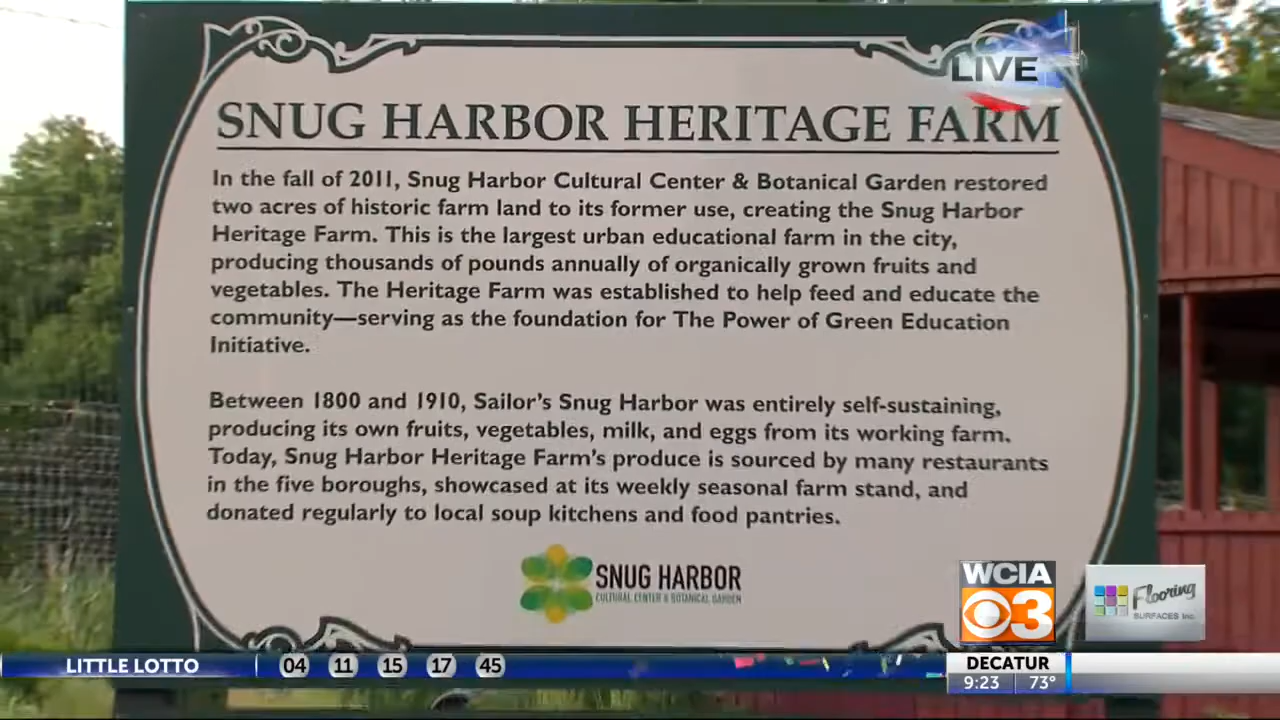 LIVE
SNUG HARBOR HERITAGE FARM
In the fall of 2011, Snug Harbor Cultural Center & Botanical Garden restored
two acres of historic farm land to its former use, creating the Snug Harbor
Heritage Farm. This is the largest urban educational farm in the city,
producing thousands of pounds annually of organically grown fruits and
vegetables. The Heritage Farm was established to help feed and educate the
community—serving as the foundation for The Power of Green Education
Initiative.
Between 1800 and 1910, Sailor's Snug Harbor was entirely self-sustaining,
producing its own fruits, vegetables, milk, and eggs from its working farm.
Today, Snug Harbor Heritage Farm's produce is sourced by many restaurants
in the five boroughs, showcased at its weekly seasonal farm stand, and
donated regularly to local soup kitchens and food pantries.
SNUG HARBOR
CULTURAL CENTER & BOTANICAL GARDEN
WCIA
3
Flooring
SURFACES Inc.
LITTLE LOTTO 04 11 15 17 45
DECATUR
9:23 73°